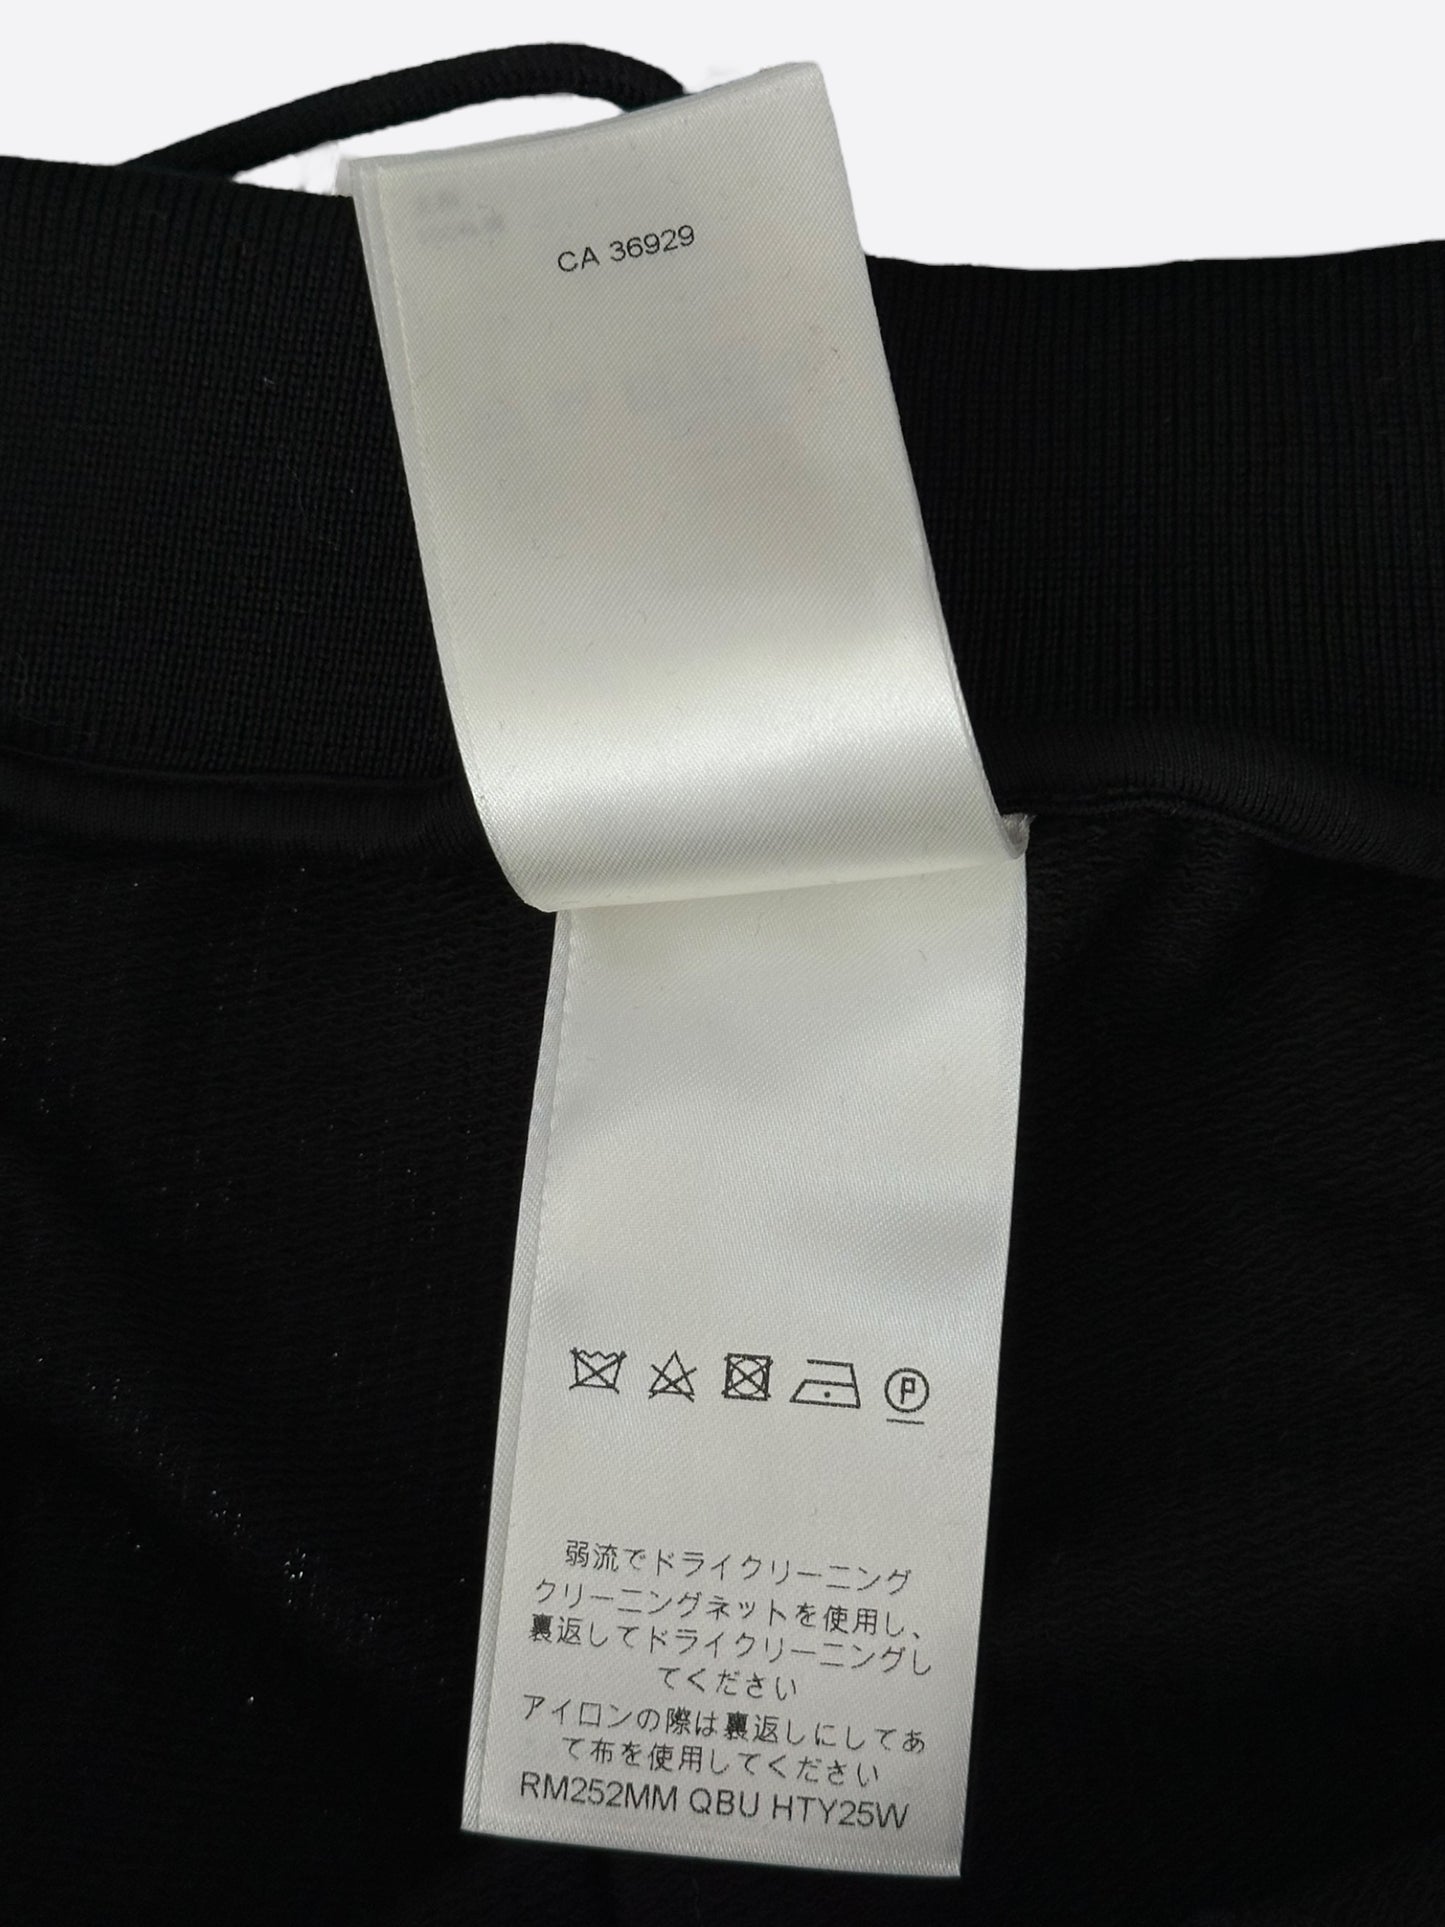 CA 36929
P
弱流でドライクリーニング
クリーニングネットを使用し、
裏返してドライクリーニングし
てください
アイロンの際は裏返しにしてあ
て布を使用してください
RM252MM QBU HTY25W